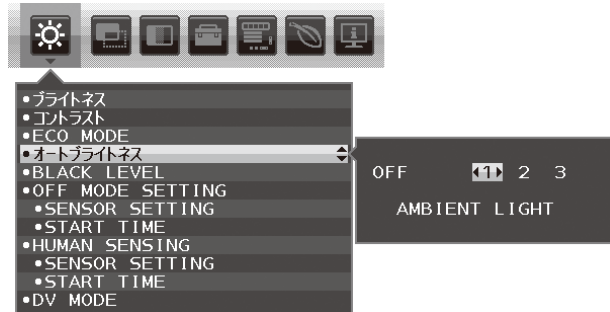 •ブライトネス
•コントラスト
•ECO MODE
•オートブライトネス
•BLACK LEVEL
•OFF MODE SETTING
•SENSOR SETTING
•START TIME
•HUMAN SENSING
•SENSOR SETTING
•START TIME
•DV MODE
OFF 1 2 3
AMBIENT LIGHT